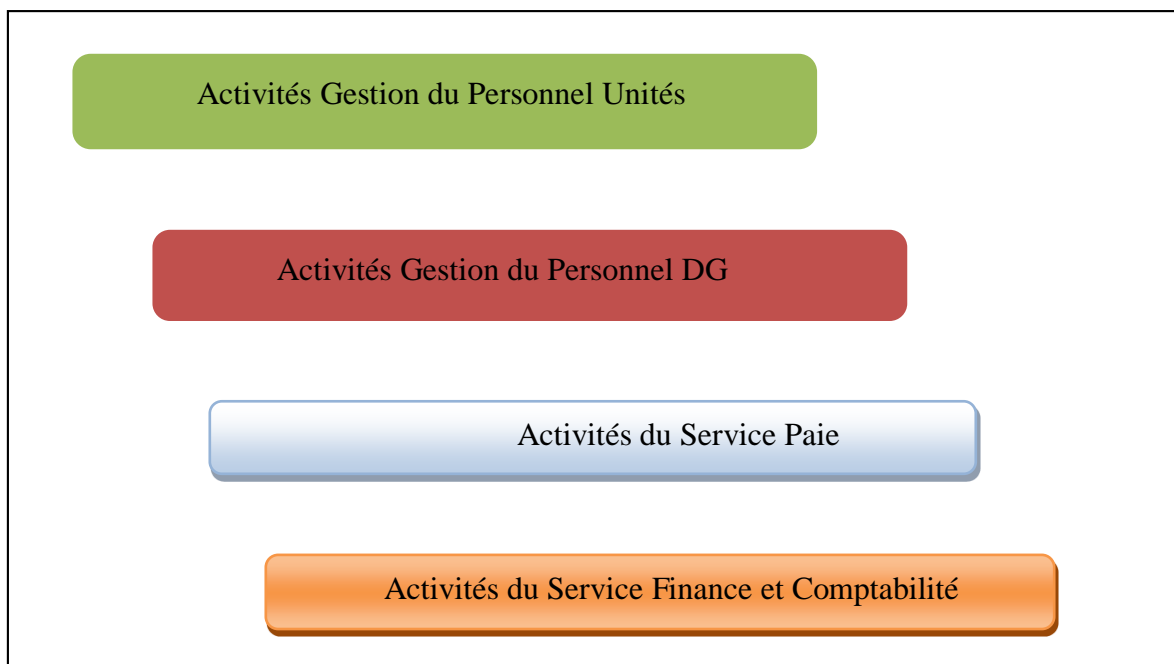 Activités Gestion du Personnel Unités
Activités Gestion du Personnel DG
Activités du Service Paie
Activités du Service Finance et Comptabilité